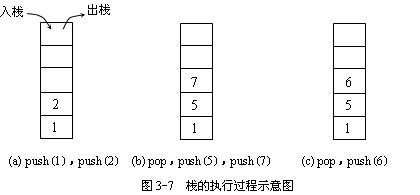 入栈 出栈
7 6
2 5 5
1 1 1
(a) push(1)，push(2) (b) pop，push(5)，push(7) (c) pop，push(6)
图 3-7 栈的执行过程示意图